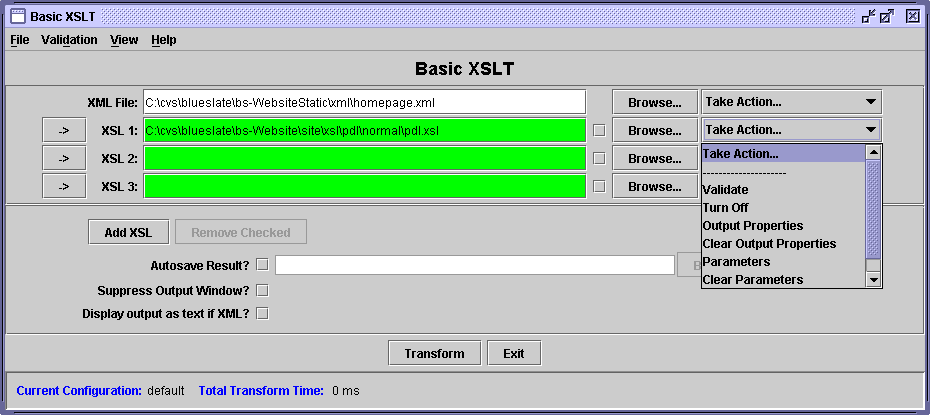 Basic XSLT
File Validation View Help
Basic XSLT
XML File: C:\cvs\blueslate\bs-WebsiteStatic\xml\homepage.xml Browse... Take Action...
-> XSL 1: C:\cvs\blueslate\bs-Website\site\xsl\pdl\normal\pdl.xsl Browse... Take Action...
-> XSL 2: Browse... Take Action...
--------------------
-> XSL 3: Browse... Validate
Turn Off
Output Properties
Clear Output Properties
Parameters
Clear Parameters
Add XSL Remove Checked
Autosave Result? B
Suppress Output Window?
Display output as text if XML?
Transform Exit
Current Configuration: default Total Transform Time: 0 ms